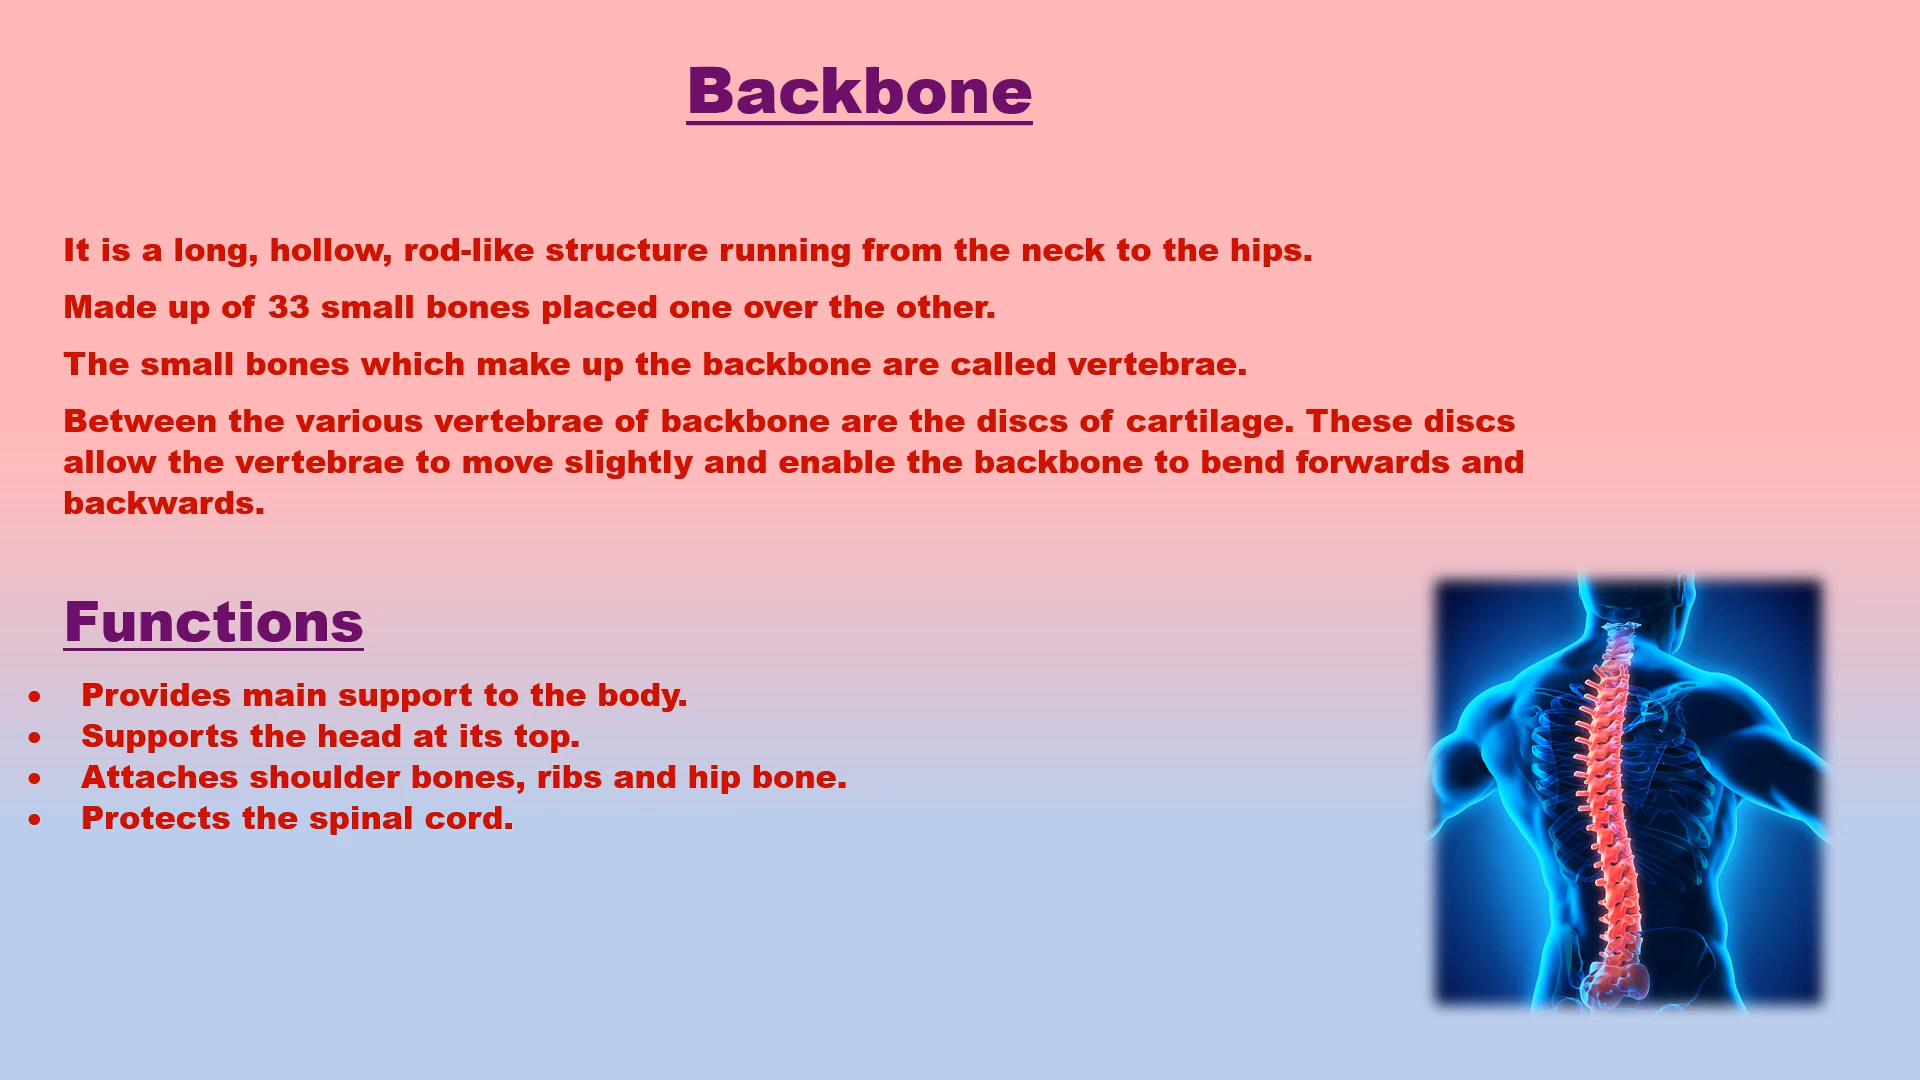 Backbone
It is a long, hollow, rod-like structure running from the neck to the hips.
Made up of 33 small bones placed one over the other.
The small bones which make up the backbone are called vertebrae.
Between the various vertebrae of backbone are the discs of cartilage. These discs
allow the vertebrae to move slightly and enable the backbone to bend forwards and
backwards.
Functions
• Provides main support to the body.
• Supports the head at its top.
• Attaches shoulder bones, ribs and hip bone.
• Protects the spinal cord.